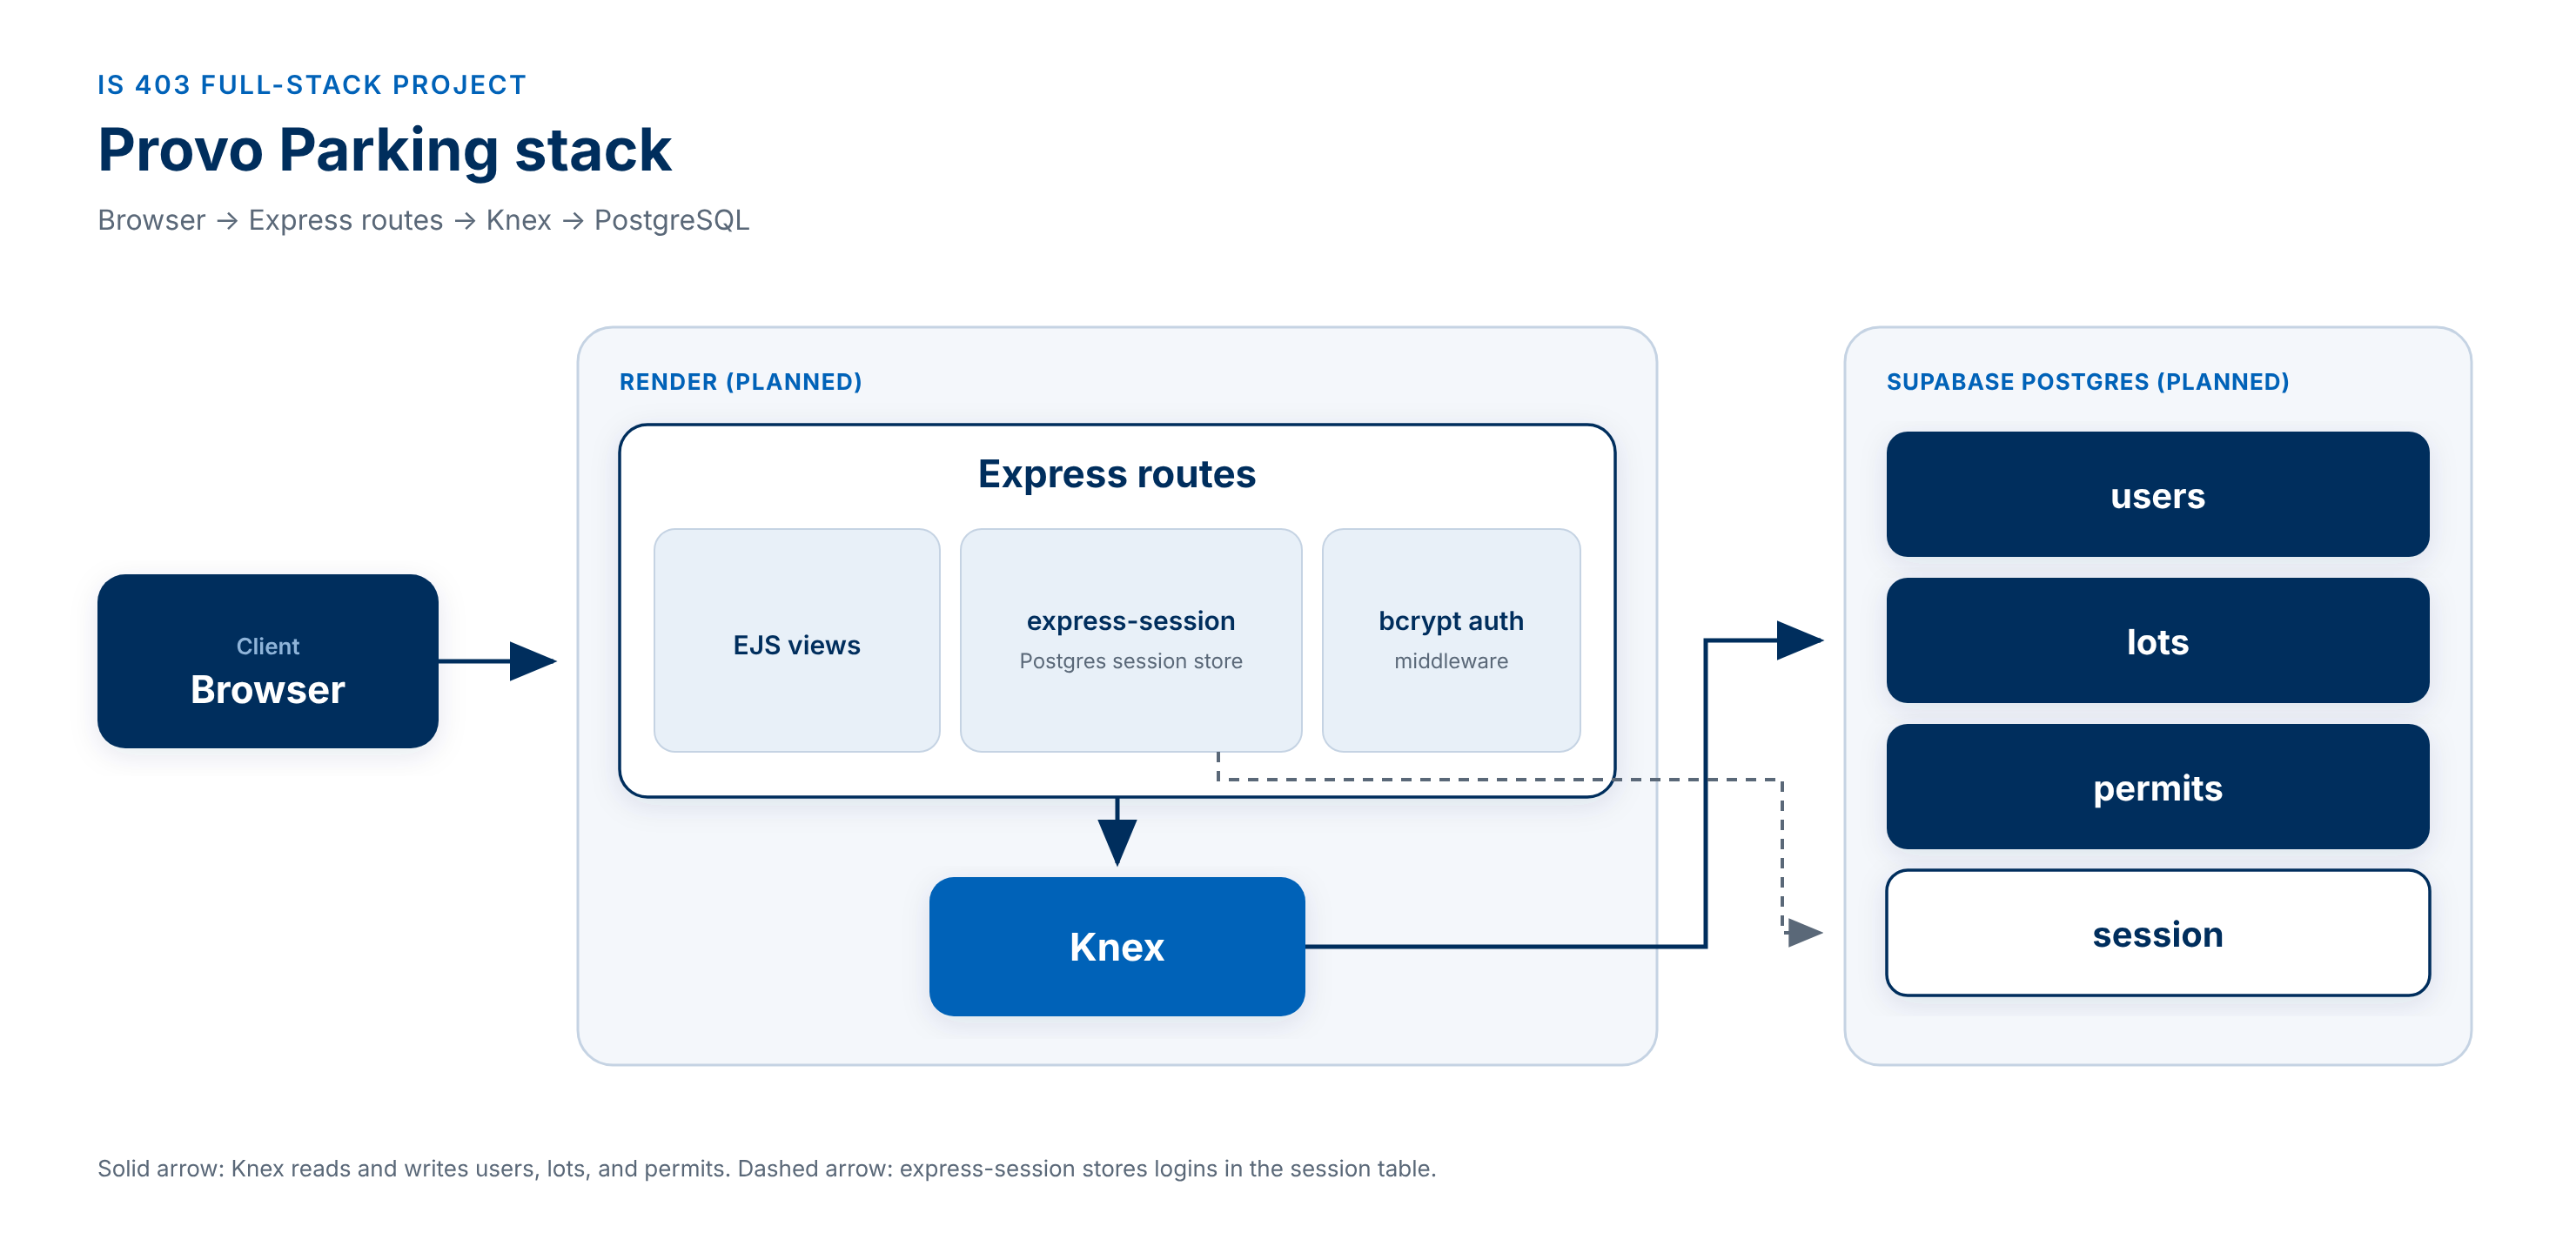 IS 403 FULL-STACK PROJECT
Provo Parking stack
Browser → Express routes → Knex → PostgreSQL
RENDER (PLANNED)
SUPABASE POSTGRES (PLANNED)
Express routes
users
Client
Browser
EJS views
express-session
Postgres session store
bcrypt auth
middleware
lots
permits
Knex
session
Solid arrow: Knex reads and writes users, lots, and permits. Dashed arrow: express-session stores logins in the session table.